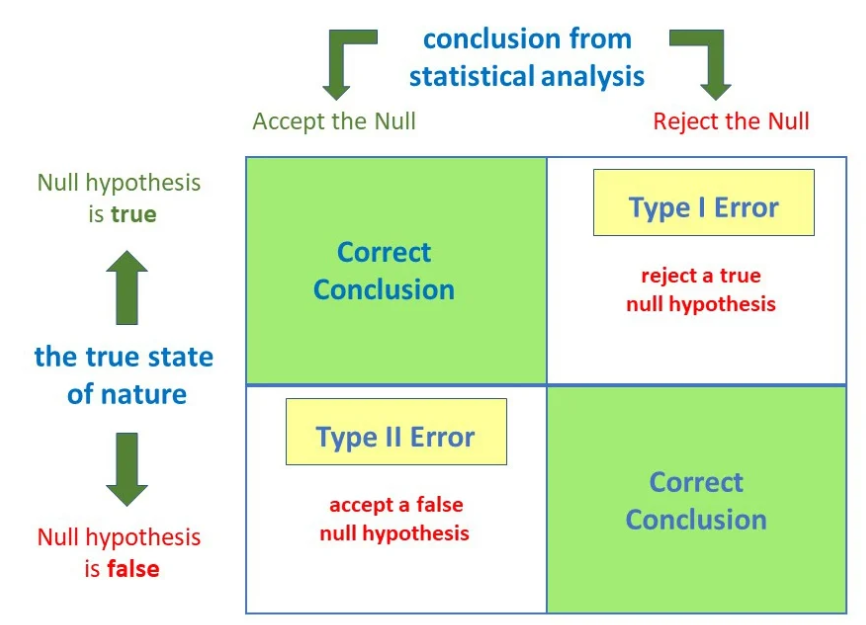 conclusion from
statistical analysis
Accept the Null
Reject the Null
Null hypothesis
is true
Correct
Conclusion
Type I Error
reject a true
null hypothesis
the true state
of nature
Type II Error
accept a false
null hypothesis
Correct
Conclusion
Null hypothesis
is false